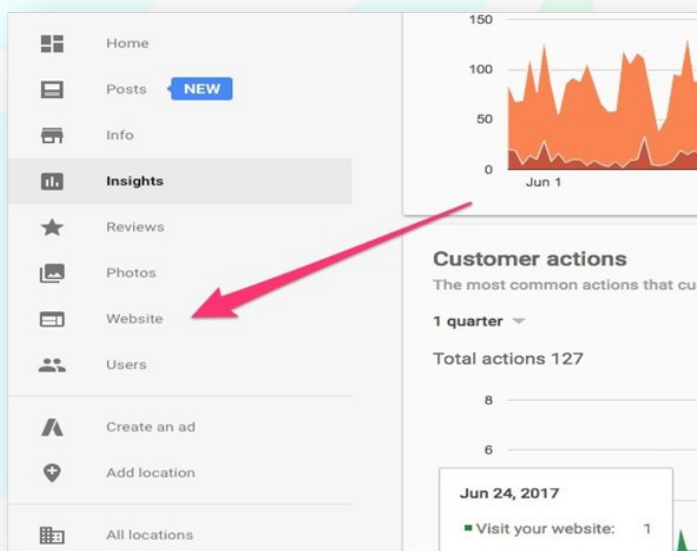 Home
Posts NEW
Info
Insights
Reviews
Photos
Website
Users
Create an ad
Add location
All locations
150
100
50
0
Jun 1
Customer actions
The most common actions that cu
1 quarter
Total actions 127
8
6
Jun 24, 2017
Visit your website: 1